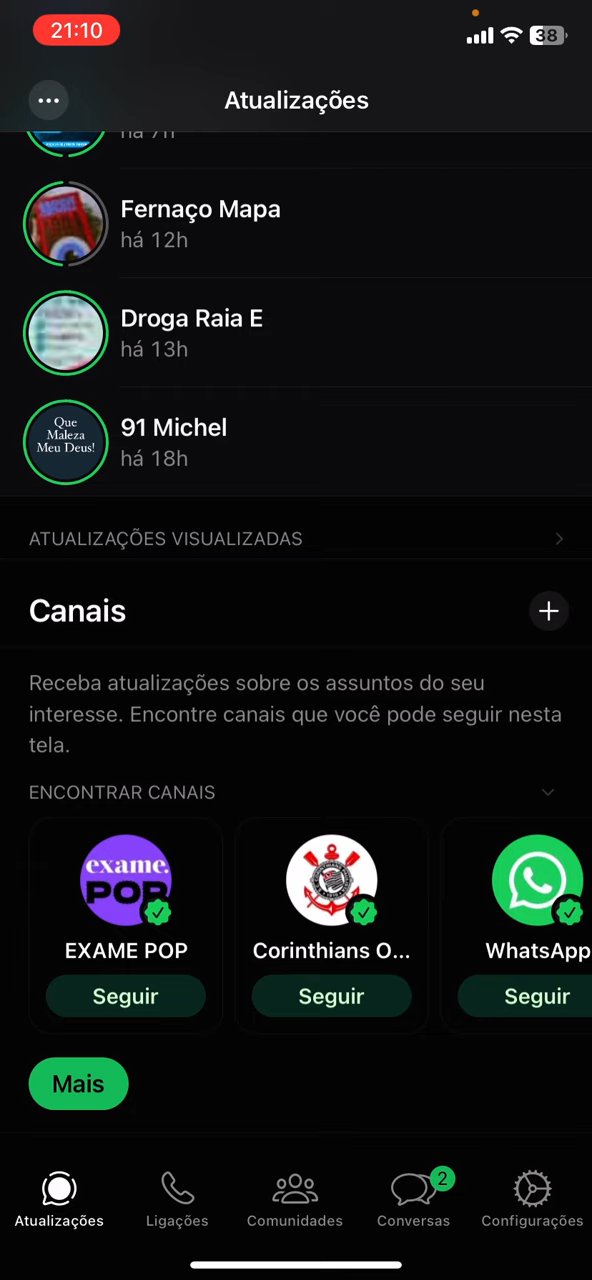 21:10
38
Atualizações
há 7h
Fernaço Mapa
há 12h
Droga Raia E
há 13h
Que
Maleza
Meu Deus!
91 Michel
há 18h
ATUALIZAÇÕES VISUALIZADAS
Canais
Receba atualizações sobre os assuntos do seu
interesse. Encontre canais que você pode seguir nesta
tela.
ENCONTRAR CANAIS
exame.
POP
EXAME POP
Corinthians O...
WhatsApp
Seguir
Seguir
Seguir
Mais
2
Atualizações
Ligações
Comunidades
Conversas
Configurações